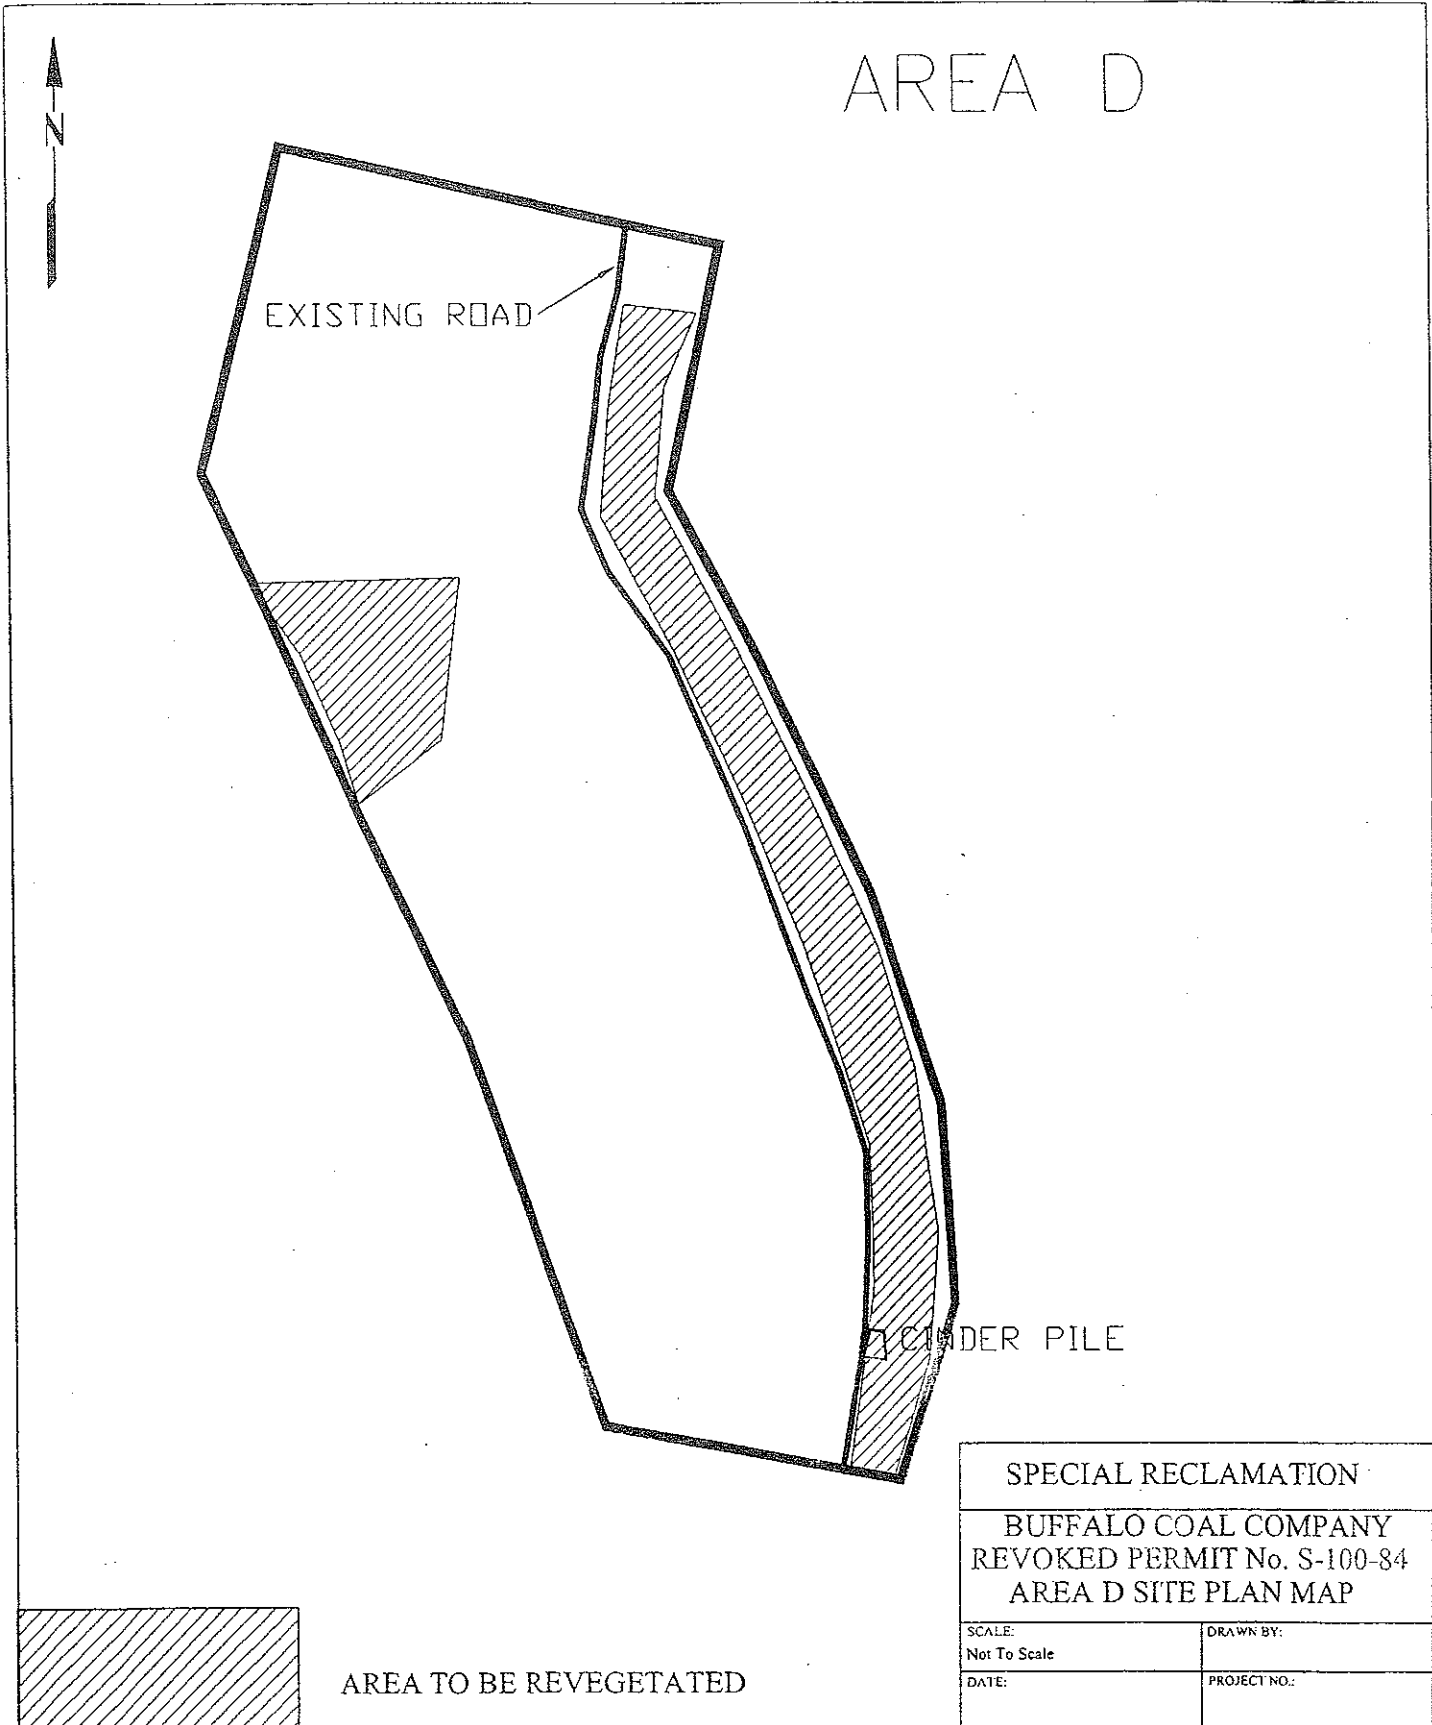 AREA D
N
EXISTING ROAD
CINDER PILE
SPECIAL RECLAMATION
BUFFALO COAL COMPANY
REVOKED PERMIT No. S-100-84
AREA D SITE PLAN MAP
SCALE:
Not To Scale
DRAWN BY:
DATE:
PROJECT NO.:
AREA TO BE REVEGETATED